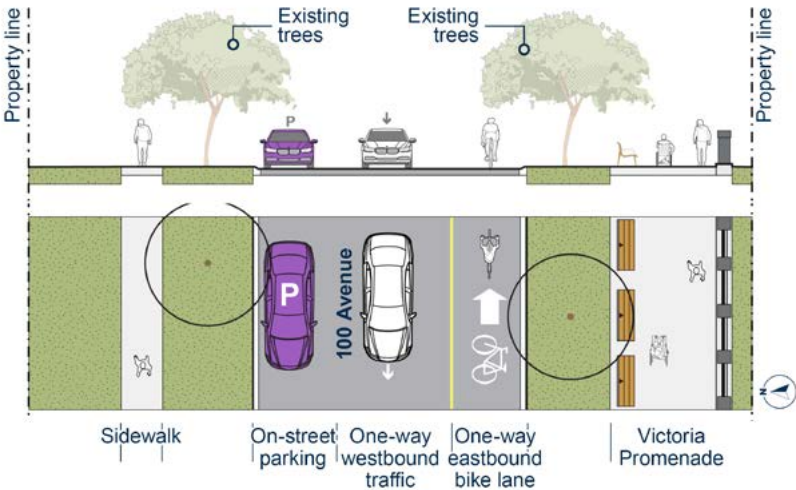 Property line
Existing
trees
Existing
trees
Property line
P
P
100 Avenue
N
Sidewalk
On-street
parking
One-way
westbound
traffic
One-way
eastbound
bike lane
Victoria
Promenade